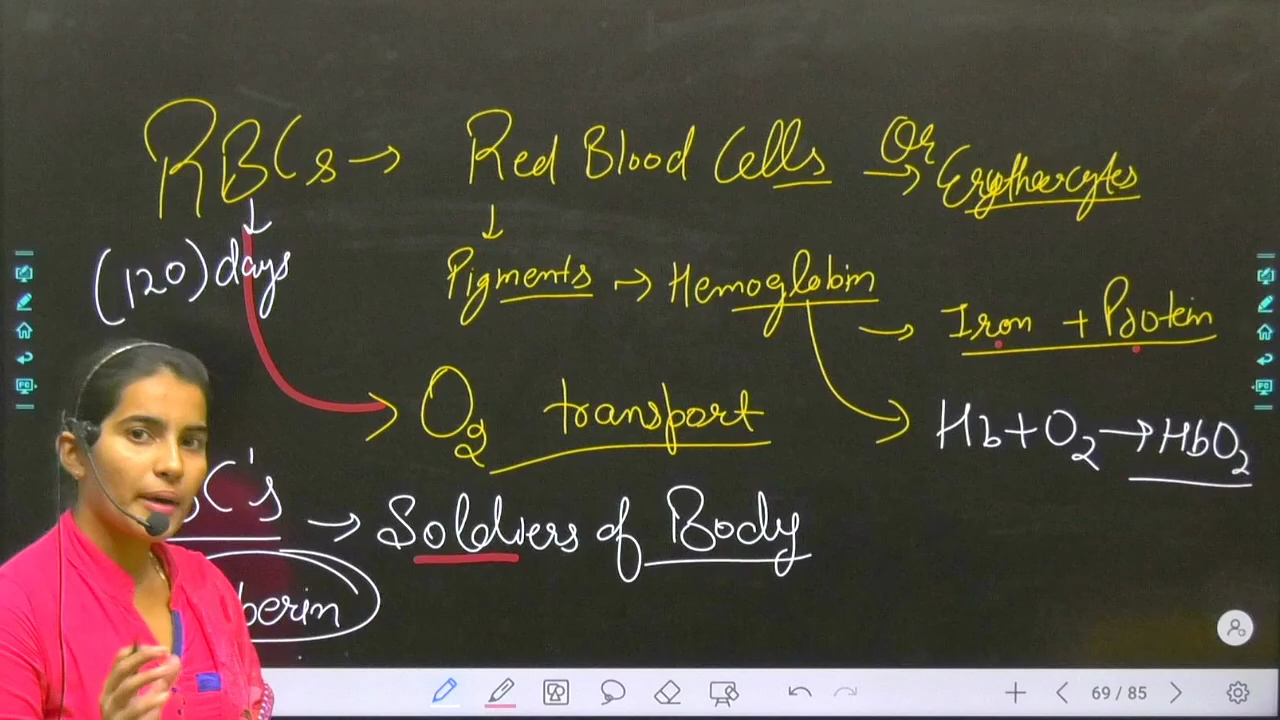 RBCs → Red Blood Cells → Or Erytherocytes
(120) days
Pigments → Hemoglobin
→ Iron + Protein
O2 transport
Hb + O2 → HbO2
C's → Soldiers of Body
berin
69 / 85